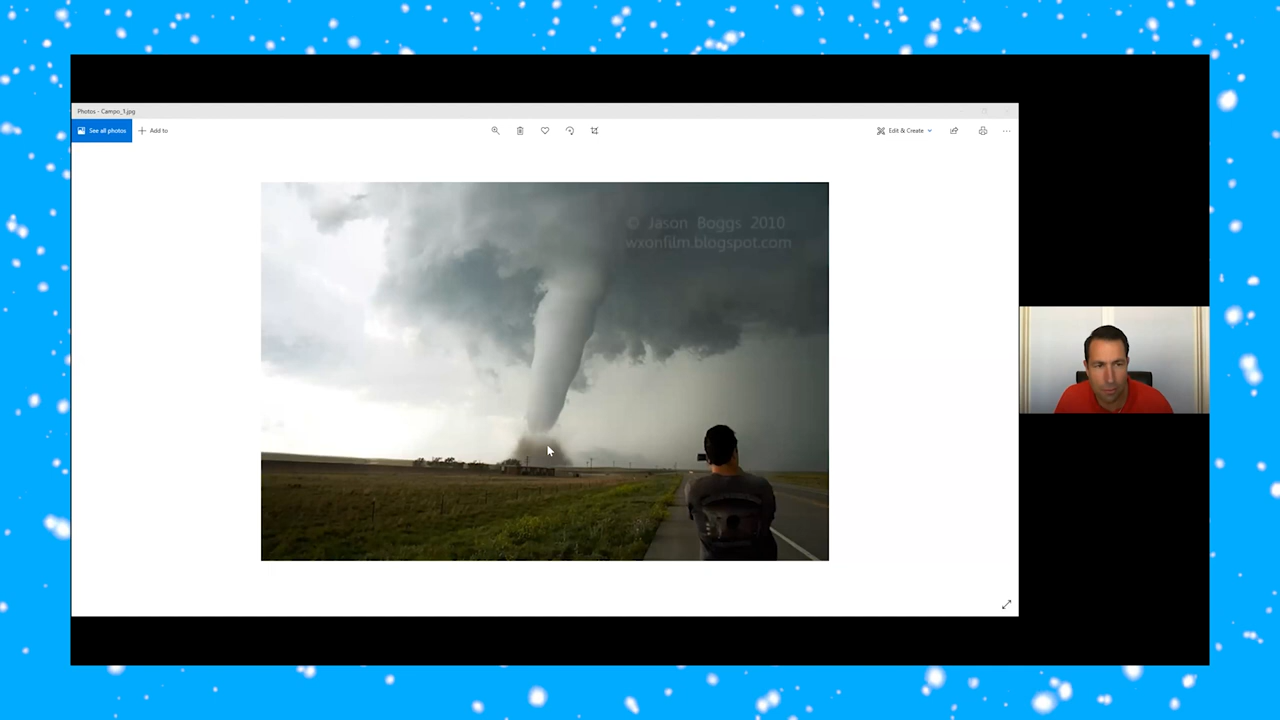 Photos - Campo_1.jpg
See all photos
Add to
Edit & Create
© Jason Boggs 2010
wxonfilm.blogspot.com